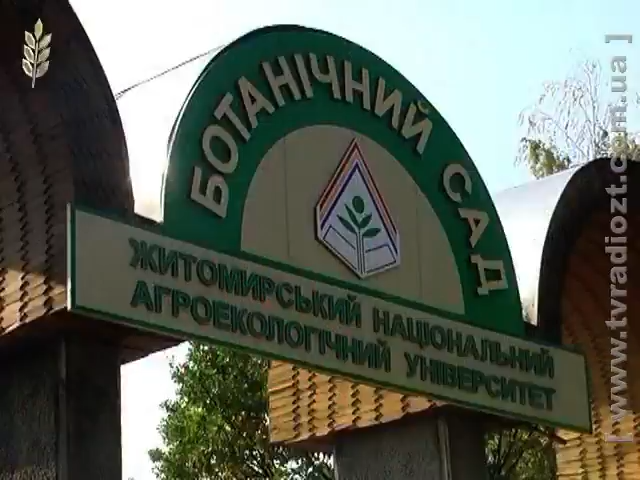 БОТАНІЧНИЙ САД
ЖИТОМИРСЬКИЙ НАЦІОНАЛЬНИЙ
АГРОЕКОЛОГІЧНИЙ УНІВЕРСИТЕТ
[ www.tvradiozt.com.ua ]